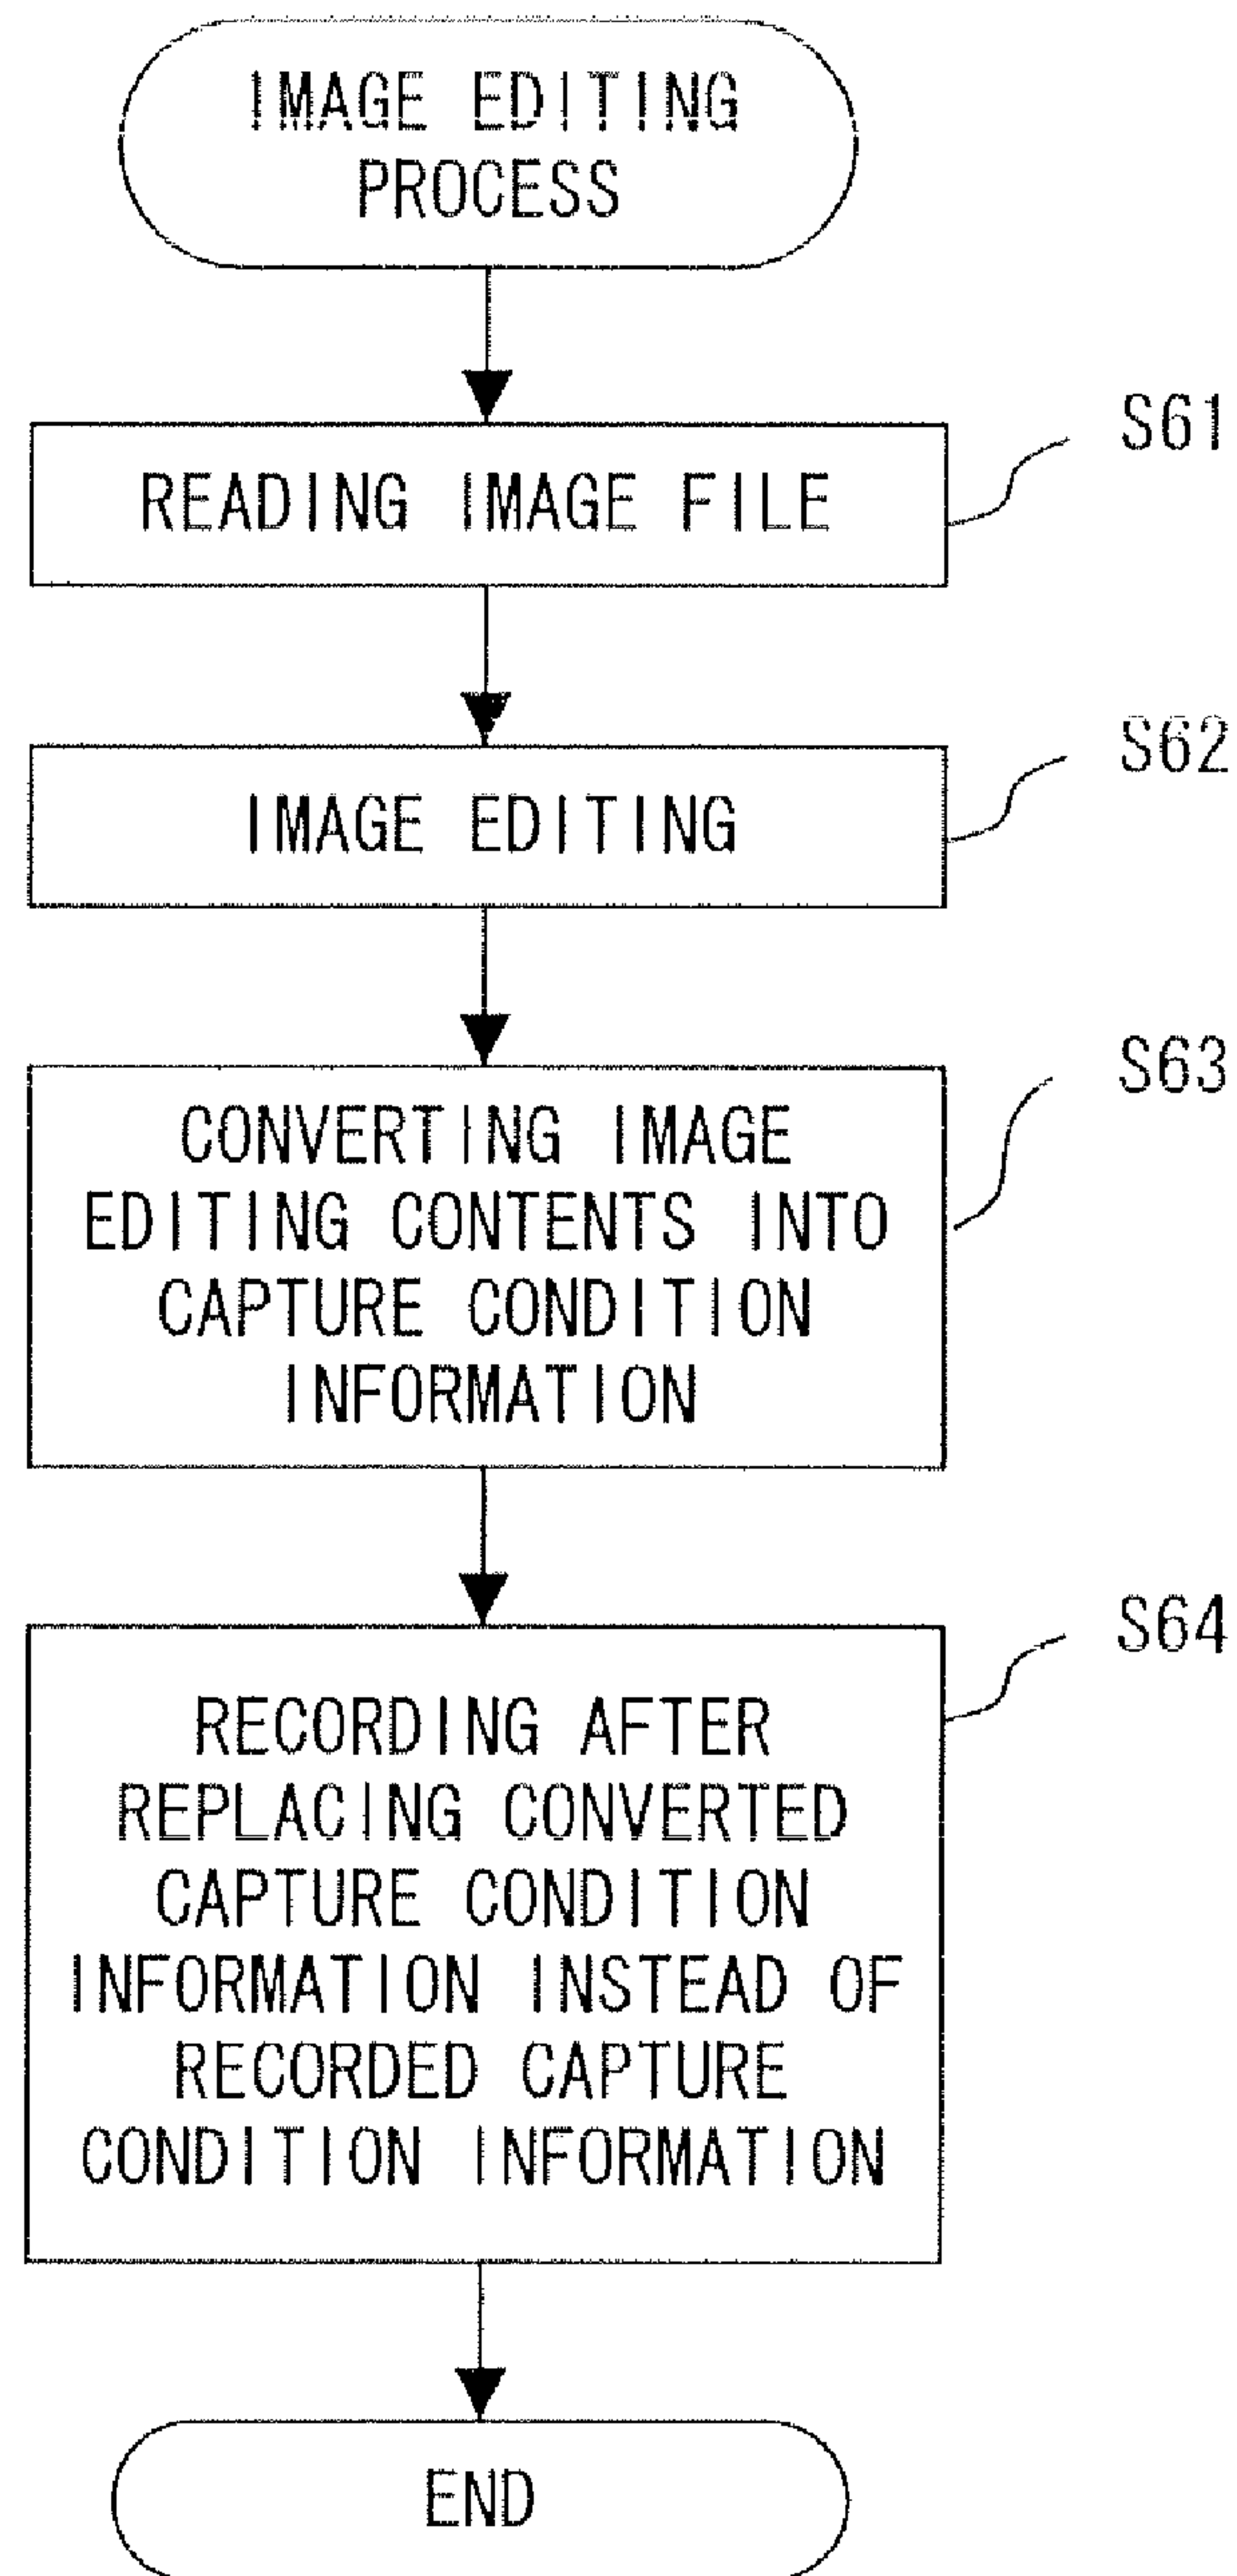 IMAGE EDITING
PROCESS
S61
READING IMAGE FILE
S62
IMAGE EDITING
S63
CONVERTING IMAGE
EDITING CONTENTS INTO
CAPTURE CONDITION
INFORMATION
S64
RECORDING AFTER
REPLACING CONVERTED
CAPTURE CONDITION
INFORMATION INSTEAD OF
RECORDED CAPTURE
CONDITION INFORMATION
END